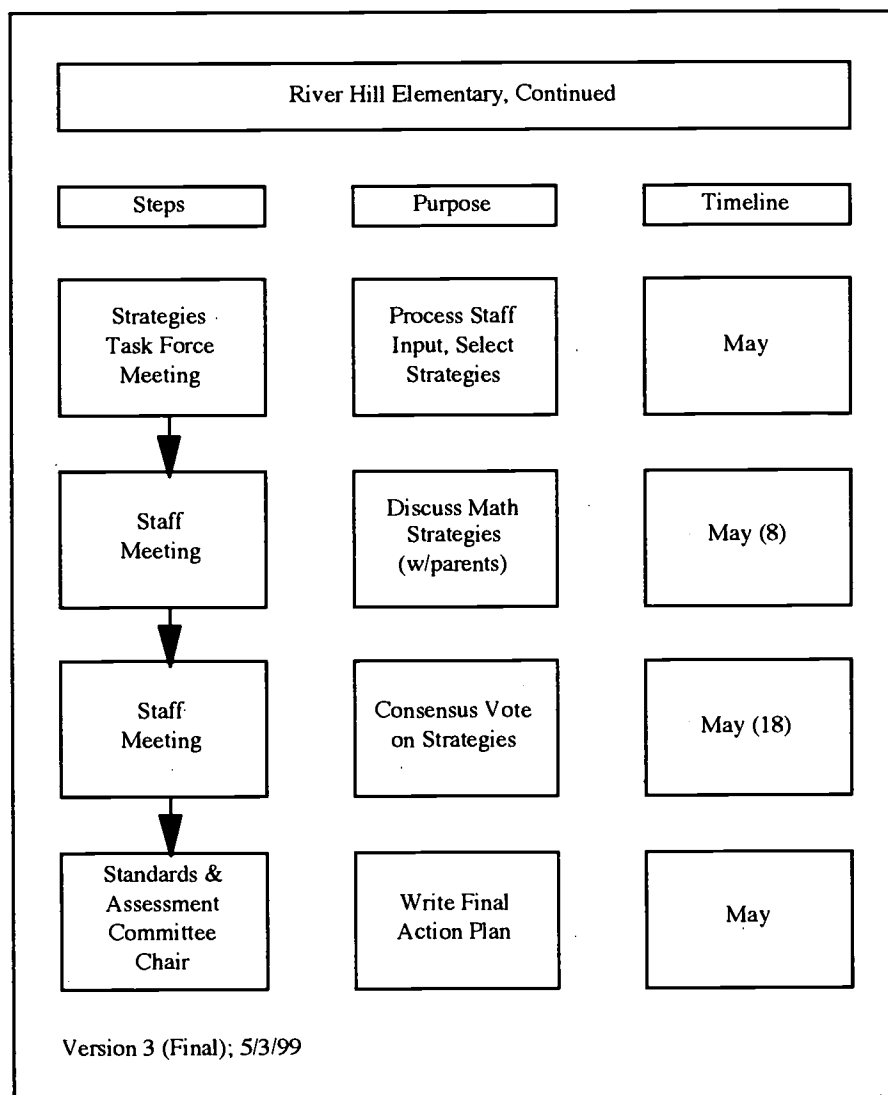 River Hill Elementary, Continued
Steps
Purpose
Timeline
Strategies
Task Force
Meeting
Process Staff
Input, Select
Strategies
May
Staff
Meeting
Discuss Math
Strategies
(w/parents)
May (8)
Staff
Meeting
Consensus Vote
on Strategies
May (18)
Standards &
Assessment
Committee
Chair
Write Final
Action Plan
May
Version 3 (Final); 5/3/99